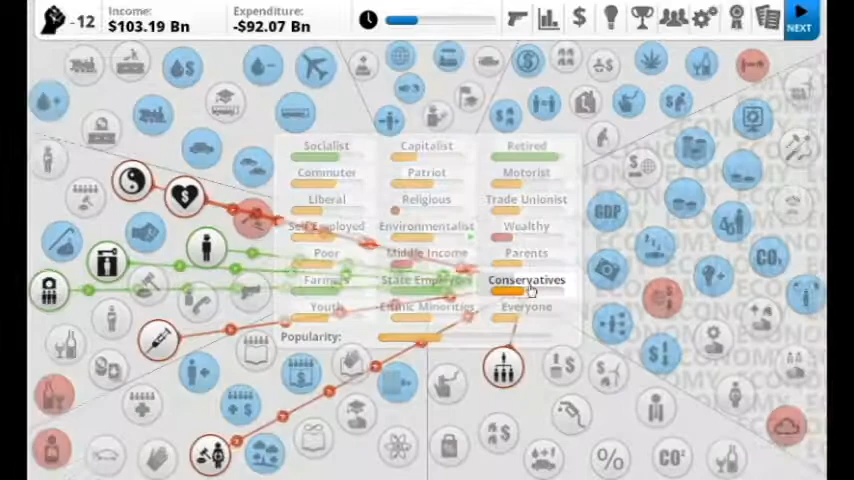 -12
Income:
$103.19 Bn
Expenditure:
-$92.07 Bn
NEXT
Socialist Capitalist Retired
Commuter Patriot Motorist
Liberal Religious Trade Unionist
Self Employed Environmentalist Wealthy
Poor Middle Income Parents
Farmers State Employees Conservatives
Youth Ethnic Minorities Everyone
Popularity:
GDP
CO₂
CO²
%
ECONOMY